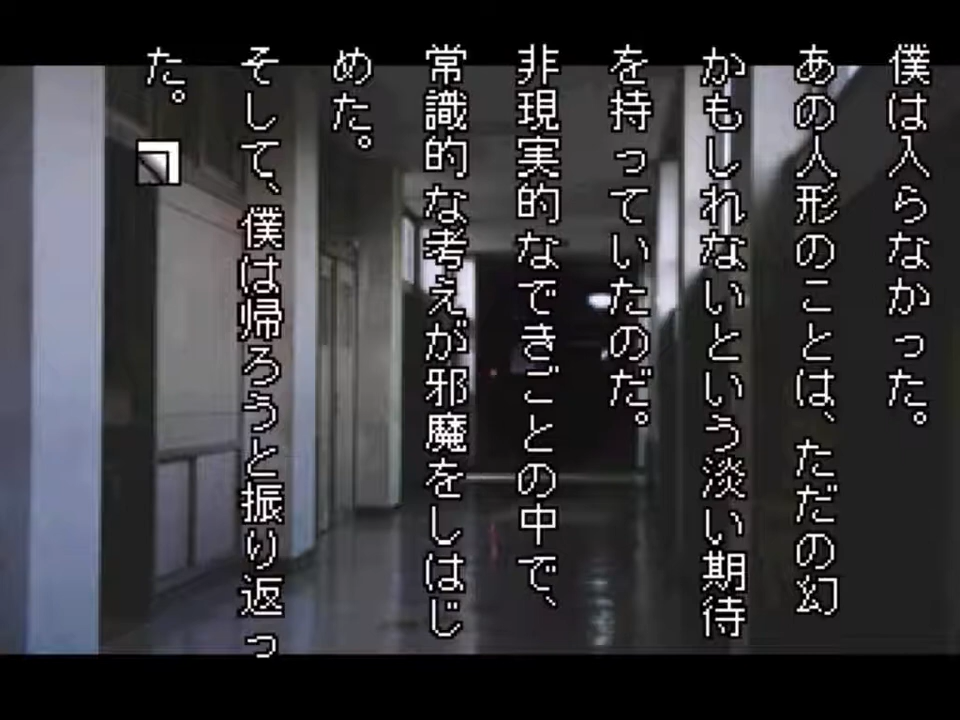 僕は入らなかった。
あの人形のことは、ただの幻
かもしれないという淡い期待
を持っていたのだ。
非現実的なできごとの中で、
常識的な考えが邪魔をしはじ
めた。
そして、僕は帰ろうと振り返っ
た。